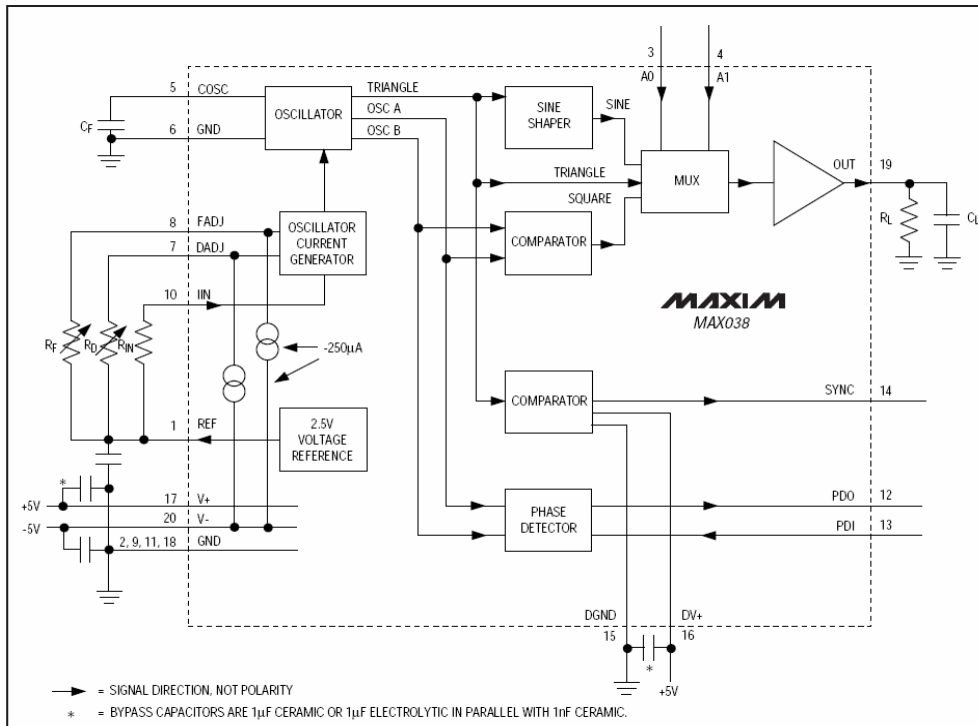 3
4
A0
A1
5
COSC
TRIANGLE
OSCILLATOR
OSC A
OSC B
SINE
SHAPER
SINE
CF
6
GND
TRIANGLE
SQUARE
MUX
OUT
19
RL
CL
8
FADJ
7
DADJ
OSCILLATOR
CURRENT
GENERATOR
COMPARATOR
10
IIN
MAXIM
MAX038
RF
RD
RIN
-250µA
1
REF
2.5V
VOLTAGE
REFERENCE
COMPARATOR
SYNC
14
*
+5V
17
V+
-5V
20
V-
2, 9, 11, 18
GND
PHASE
DETECTOR
PDO
12
PDI
13
DGND
DV+
15
16
*
+5V
= SIGNAL DIRECTION, NOT POLARITY
* = BYPASS CAPACITORS ARE 1µF CERAMIC OR 1µF ELECTROLYTIC IN PARALLEL WITH 1nF CERAMIC.